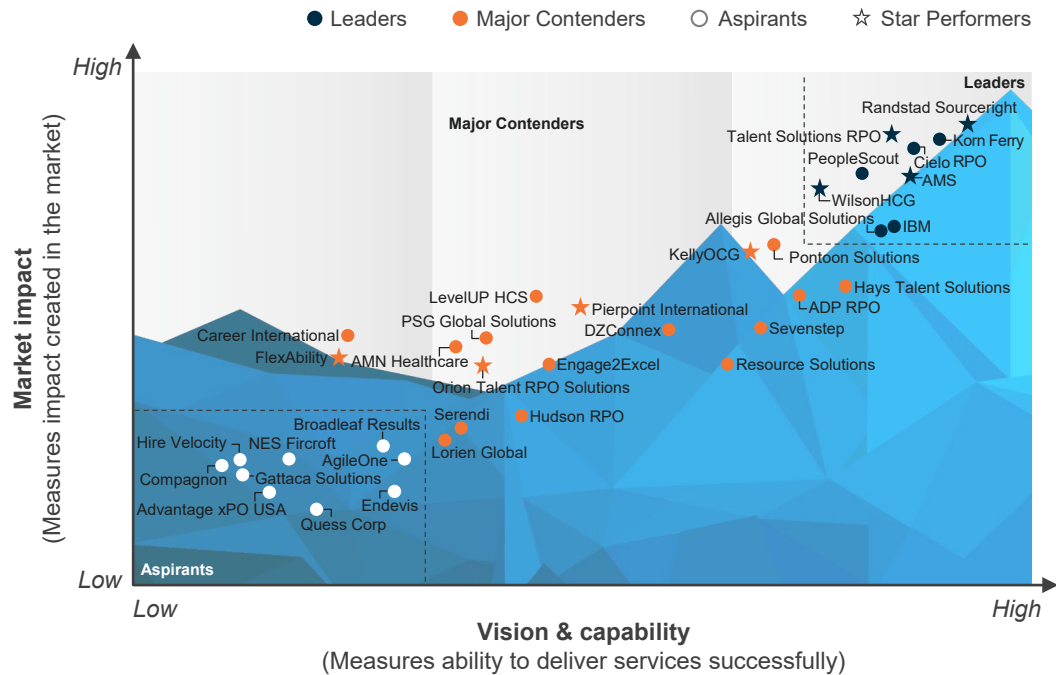 Leaders
Major Contenders
Aspirants
Star Performers
High
Market impact
(Measures impact created in the market)
Low
Leaders
Major Contenders
Randstad Sourceright
Talent Solutions RPO
Korn Ferry
PeopleScout
Cielo RPO
AMS
WilsonHCG
Allegis Global Solutions
IBM
KellyOCG
Pontoon Solutions
Hays Talent Solutions
LevelUP HCS
Pierpoint International
ADP RPO
PSG Global Solutions
DZConnex
Sevenstep
Career International
FlexAbility
AMN Healthcare
Engage2Excel
Resource Solutions
Orion Talent RPO Solutions
Serendi
Hudson RPO
Broadleaf Results
Lorien Global
Hire Velocity
NES Fircroft
AgileOne
Compagnon
Gattaca Solutions
Advantage xPO USA
Endevis
Quess Corp
Aspirants
Low
High
Vision & capability
(Measures ability to deliver services successfully)